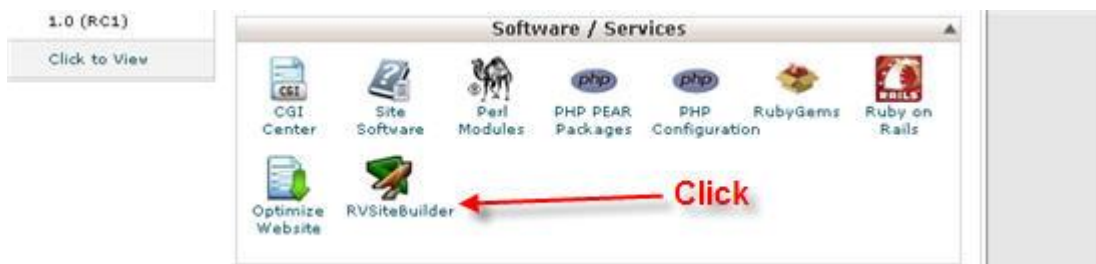 1.0 (RC1)
Click to View
Software / Services
CGI
CGI
Center
Site
Software
Perl
Modules
php
PHP PEAR
Packages
php
PHP
Configuration
RubyGems
RAILS
Ruby on
Rails
Optimize
Website
RVSiteBuilder
Click